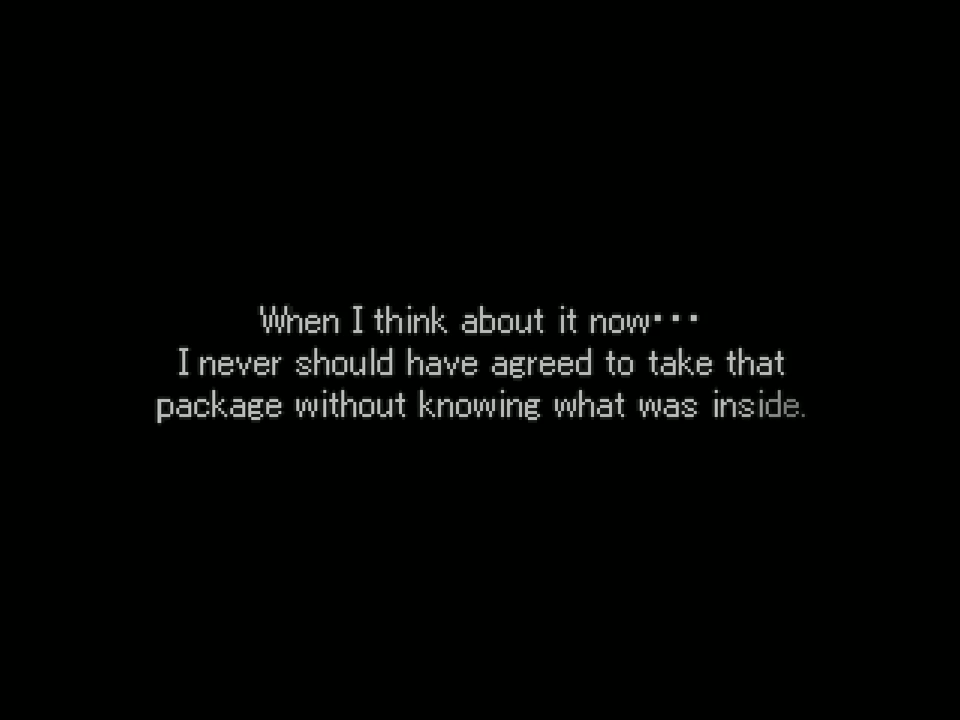 When I think about it now･･･
I never should have agreed to take that
package without knowing what was inside.